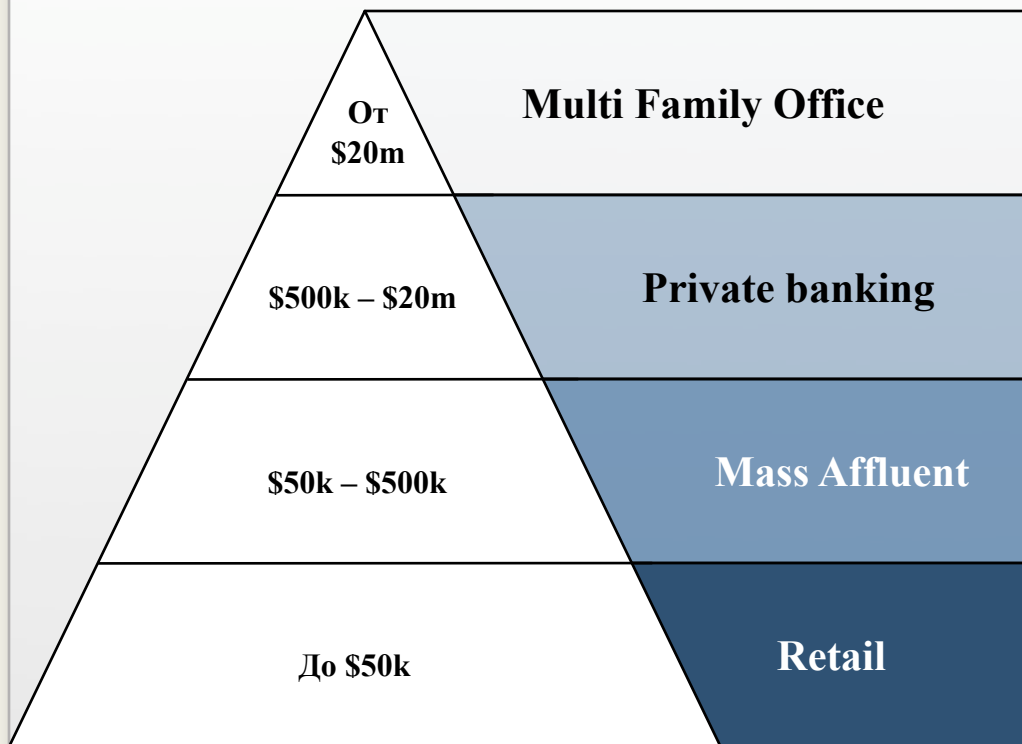 От
$20m
Multi Family Office
$500k – $20m
Private banking
$50k – $500k
Mass Affluent
До $50k
Retail